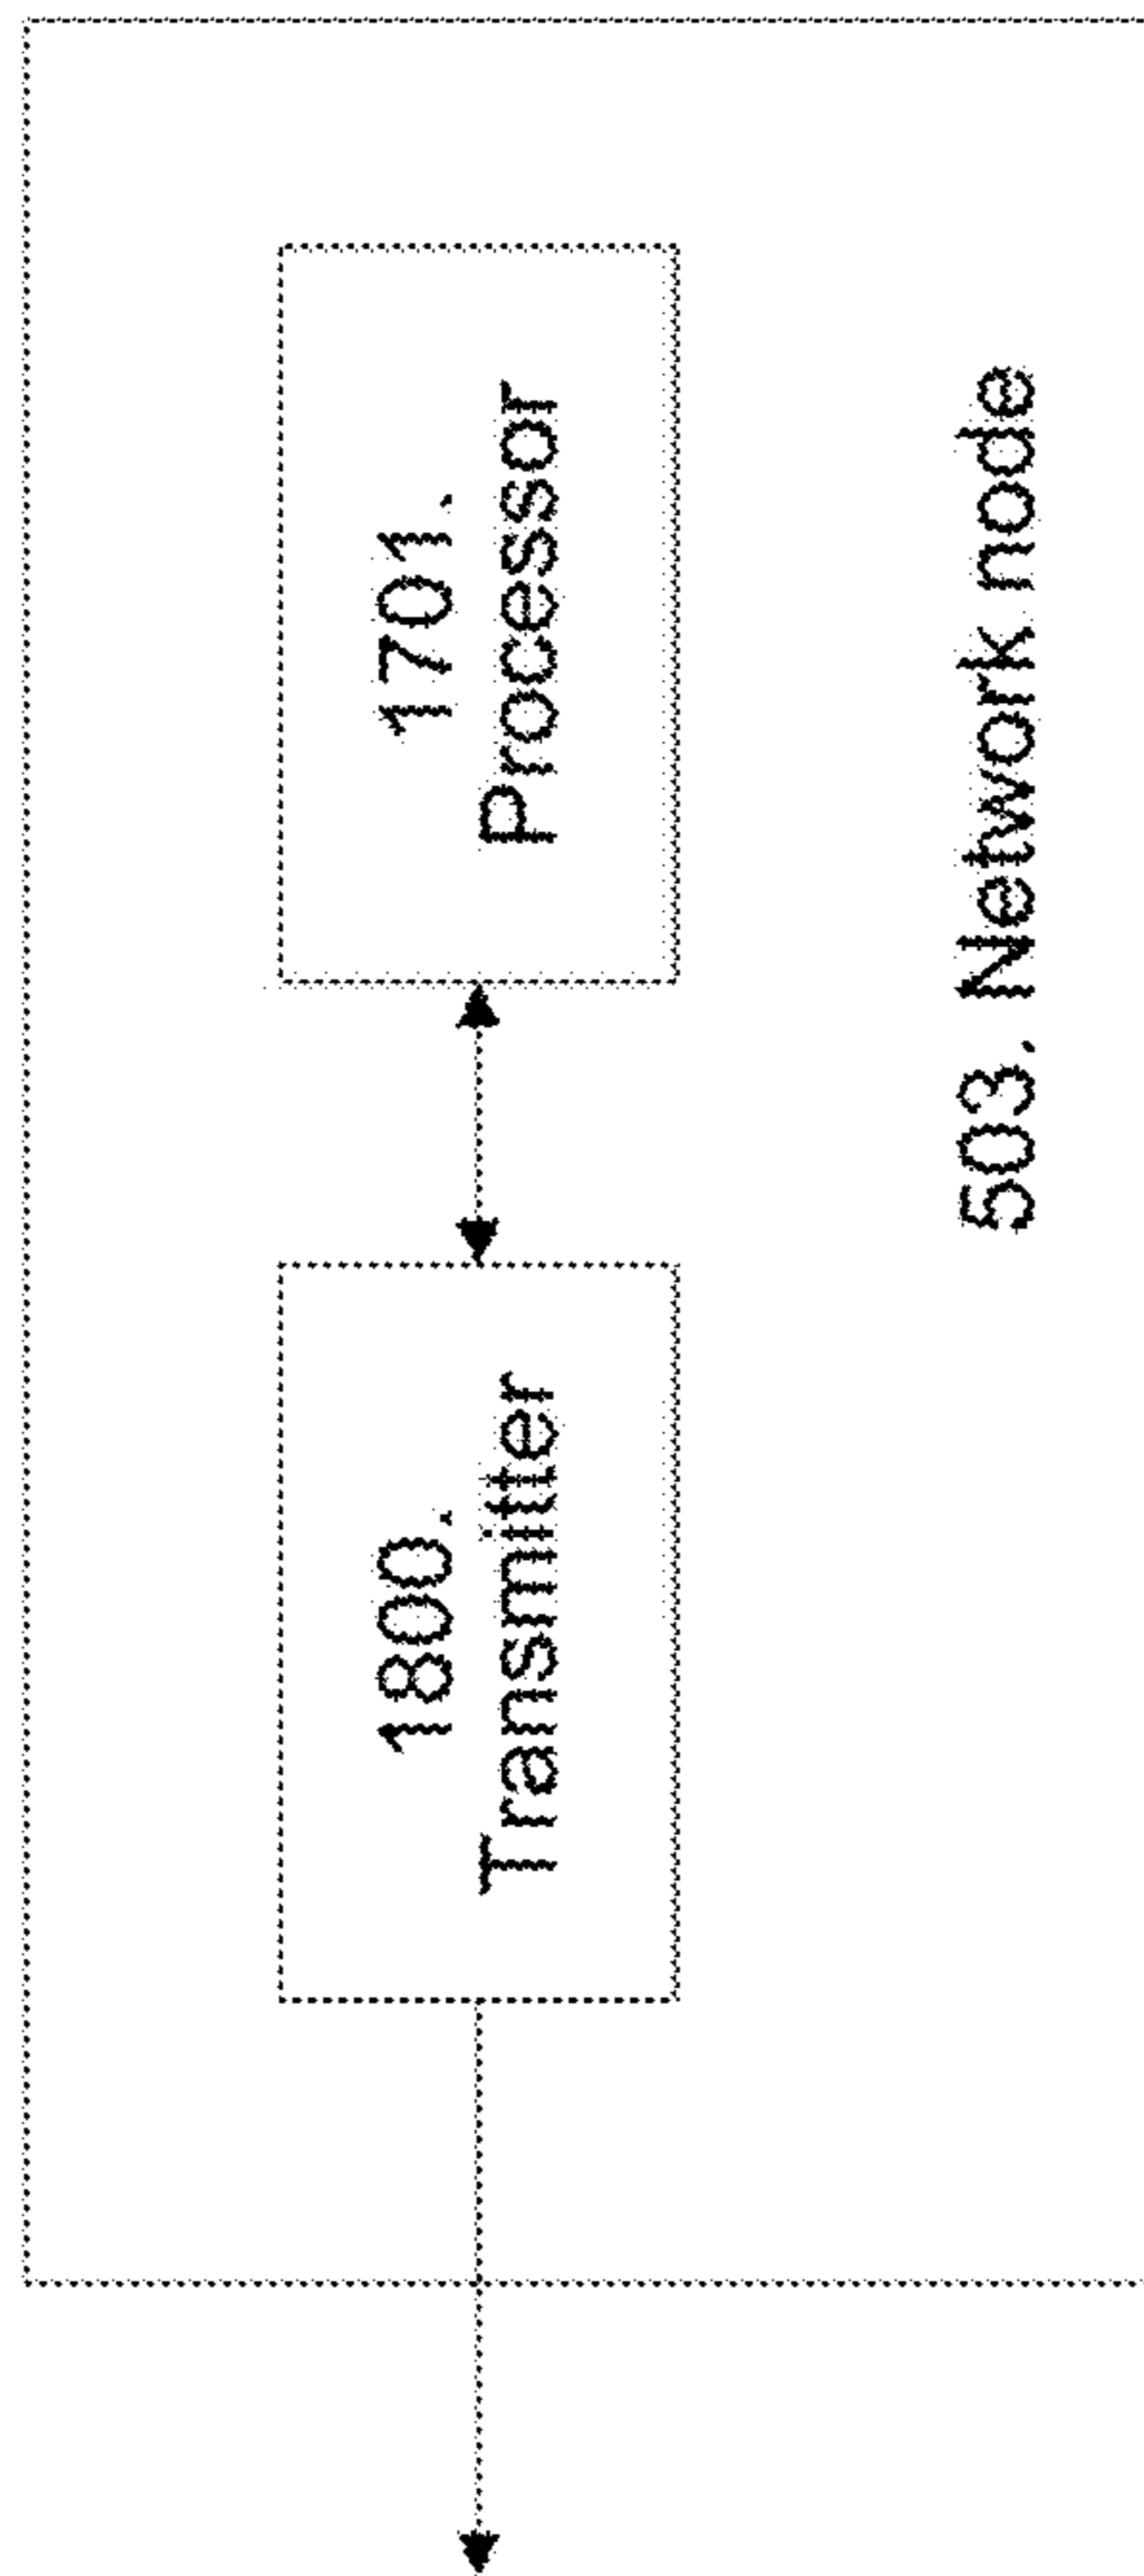 1800.
Transmitter
1701.
Processor
503. Network node